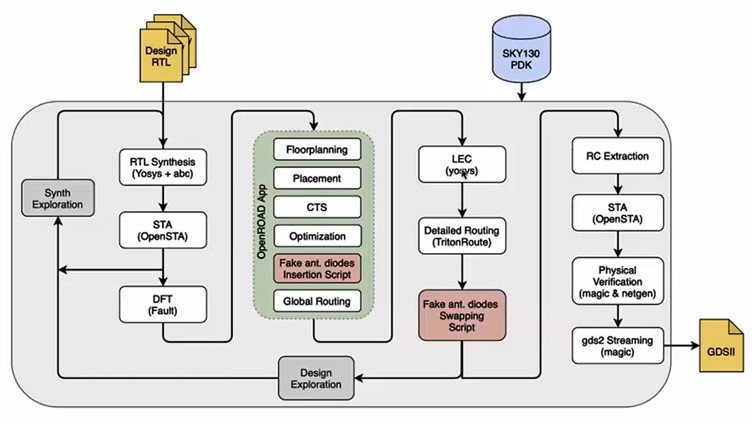 Design
RTL
SKY130
PDK
RTL Synthesis
(Yosys + abc)
Synth
Exploration
STA
(OpenSTA)
DFT
(Fault)
OpenROAD App
Floorplanning
Placement
CTS
Optimization
Fake ant. diodes
Insertion Script
Global Routing
LEC
(yosys)
Detailed Routing
(TritonRoute)
Fake ant. diodes
Swapping
Script
Design
Exploration
RC Extraction
STA
(OpenSTA)
Physical
Verification
(magic & netgen)
gds2 Streaming
(magic)
GDSII